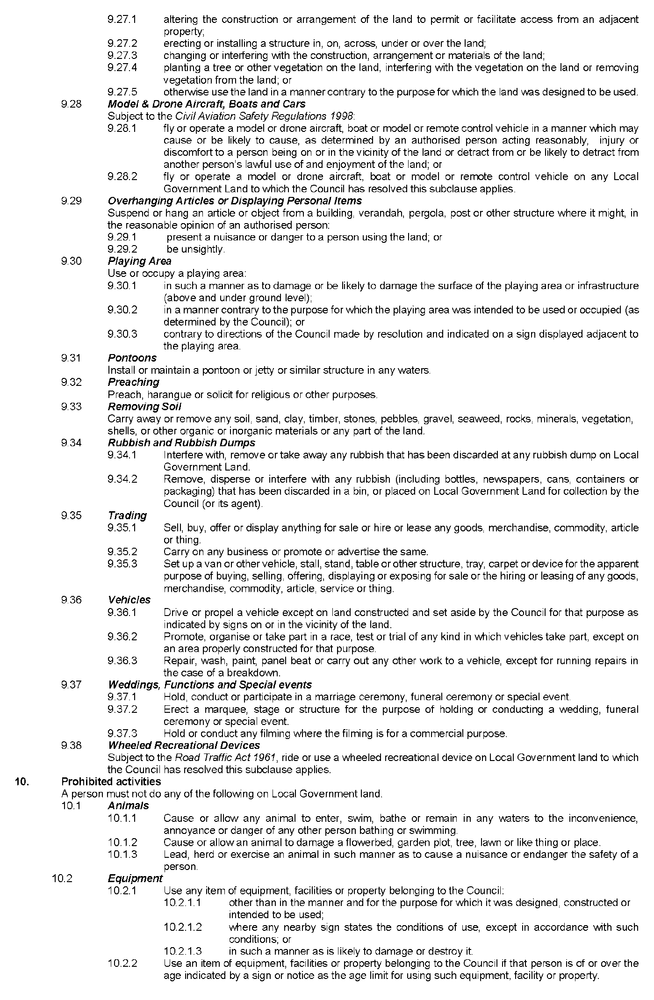 9.27.1 altering the construction or arrangement of the land to permit or facilitate access from an adjacent
property;
9.27.2 erecting or installing a structure in, on, across, under or over the land;
9.27.3 changing or interfering with the construction, arrangement or materials of the land;
9.27.4 planting a tree or other vegetation on the land, interfering with the vegetation on the land or removing
vegetation from the land; or
9.27.5 otherwise use the land in a manner contrary to the purpose for which the land was designed to be used.
9.28 Model & Drone Aircraft, Boats and Cars
Subject to the Civil Aviation Safety Regulations 1998:
9.28.1 fly or operate a model or drone aircraft, boat or model or remote control vehicle in a manner which may
cause or be likely to cause, as determined by an authorised person acting reasonably, injury or
discomfort to a person being on or in the vicinity of the land or detract from or be likely to detract from
another person's lawful use of and enjoyment of the land; or
9.28.2 fly or operate a model or drone aircraft, boat or model or remote control vehicle on any Local
Government Land to which the Council has resolved this subclause applies.
9.29 Overhanging Articles or Displaying Personal Items
Suspend or hang an article or object from a building, verandah, pergola, post or other structure where it might, in
the reasonable opinion of an authorised person:
9.29.1 present a nuisance or danger to a person using the land; or
9.29.2 be unsightly.
9.30 Playing Area
Use or occupy a playing area:
9.30.1 in such a manner as to damage or be likely to damage the surface of the playing area or infrastructure
(above and under ground level);
9.30.2 in a manner contrary to the purpose for which the playing area was intended to be used or occupied (as
determined by the Council); or
9.30.3 contrary to directions of the Council made by resolution and indicated on a sign displayed adjacent to
the playing area.
9.31 Pontoons
Install or maintain a pontoon or jetty or similar structure in any waters.
9.32 Preaching
Preach, harangue or solicit for religious or other purposes.
9.33 Removing Soil
Carry away or remove any soil, sand, clay, timber, stones, pebbles, gravel, seaweed, rocks, minerals, vegetation,
shells, or other organic or inorganic materials or any part of the land.
9.34 Rubbish and Rubbish Dumps
9.34.1 Interfere with, remove or take away any rubbish that has been discarded at any rubbish dump on Local
Government Land.
9.34.2 Remove, disperse or interfere with any rubbish (including bottles, newspapers, cans, containers or
packaging) that has been discarded in a bin, or placed on Local Government Land for collection by the
Council (or its agent).
9.35 Trading
9.35.1 Sell, buy, offer or display anything for sale or hire or lease any goods, merchandise, commodity, article
or thing.
9.35.2 Carry on any business or promote or advertise the same.
9.35.3 Set up a van or other vehicle, stall, stand, table or other structure, tray, carpet or device for the apparent
purpose of buying, selling, offering, displaying or exposing for sale or the hiring or leasing of any goods,
merchandise, commodity, article, service or thing.
9.36 Vehicles
9.36.1 Drive or propel a vehicle except on land constructed and set aside by the Council for that purpose as
indicated by signs on or in the vicinity of the land.
9.36.2 Promote, organise or take part in a race, test or trial of any kind in which vehicles take part, except on
an area properly constructed for that purpose.
9.36.3 Repair, wash, paint, panel beat or carry out any other work to a vehicle, except for running repairs in
the case of a breakdown.
9.37 Weddings, Functions and Special events
9.37.1 Hold, conduct or participate in a marriage ceremony, funeral ceremony or special event.
9.37.2 Erect a marquee, stage or structure for the purpose of holding or conducting a wedding, funeral
ceremony or special event.
9.37.3 Hold or conduct any filming where the filming is for a commercial purpose.
9.38 Wheeled Recreational Devices
Subject to the Road Traffic Act 1961, ride or use a wheeled recreational device on Local Government land to which
the Council has resolved this subclause applies.
10. Prohibited activities
A person must not do any of the following on Local Government land.
10.1 Animals
10.1.1 Cause or allow any animal to enter, swim, bathe or remain in any waters to the inconvenience,
annoyance or danger of any other person bathing or swimming.
10.1.2 Cause or allow an animal to damage a flowerbed, garden plot, tree, lawn or like thing or place.
10.1.3 Lead, herd or exercise an animal in such manner as to cause a nuisance or endanger the safety of a
person.
10.2 Equipment
10.2.1 Use any item of equipment, facilities or property belonging to the Council:
10.2.1.1 other than in the manner and for the purpose for which it was designed, constructed or
intended to be used;
10.2.1.2 where any nearby sign states the conditions of use, except in accordance with such
conditions; or
10.2.1.3 in such a manner as is likely to damage or destroy it.
10.2.2 Use an item of equipment, facilities or property belonging to the Council if that person is of or over the
age indicated by a sign or notice as the age limit for using such equipment, facility or property.